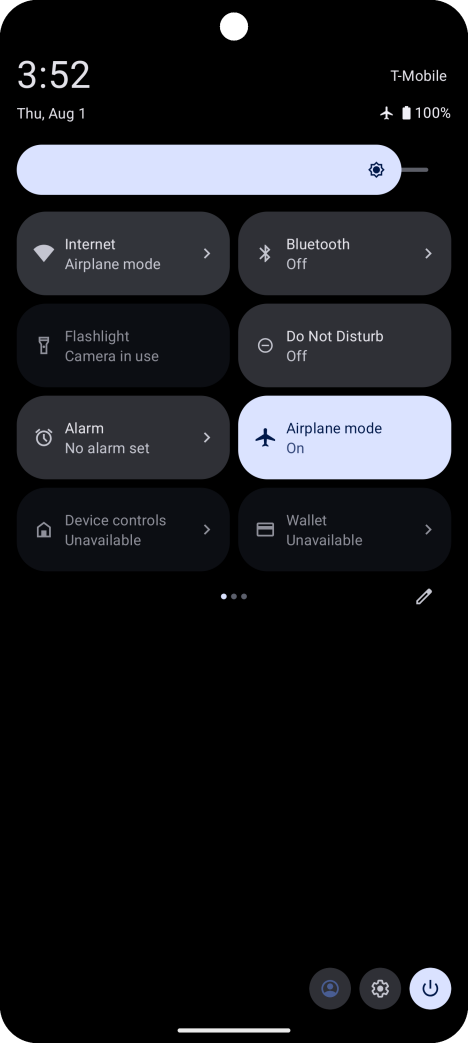 3:52
T-Mobile
Thu, Aug 1
100%
Internet
Airplane mode
Bluetooth
Off
Flashlight
Camera in use
Do Not Disturb
Off
Alarm
No alarm set
Airplane mode
On
Device controls
Unavailable
Wallet
Unavailable